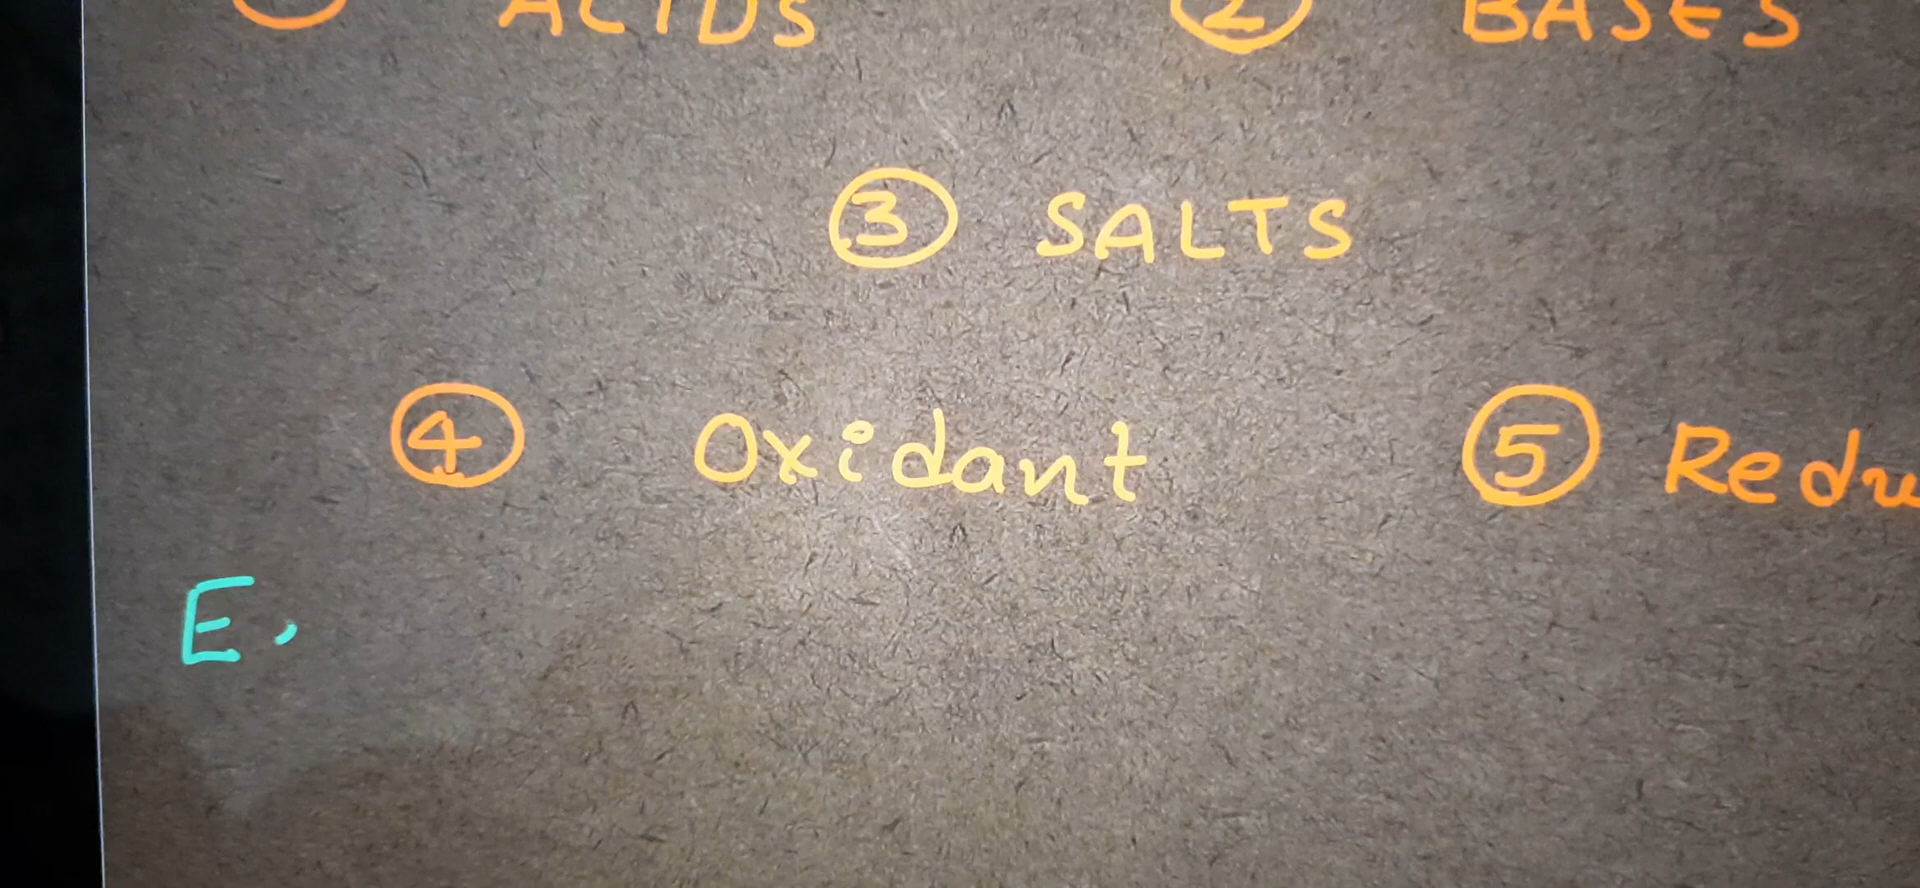 ACIDS ② BASES
③ SALTS
④ Oxidant ⑤ Redu
E,